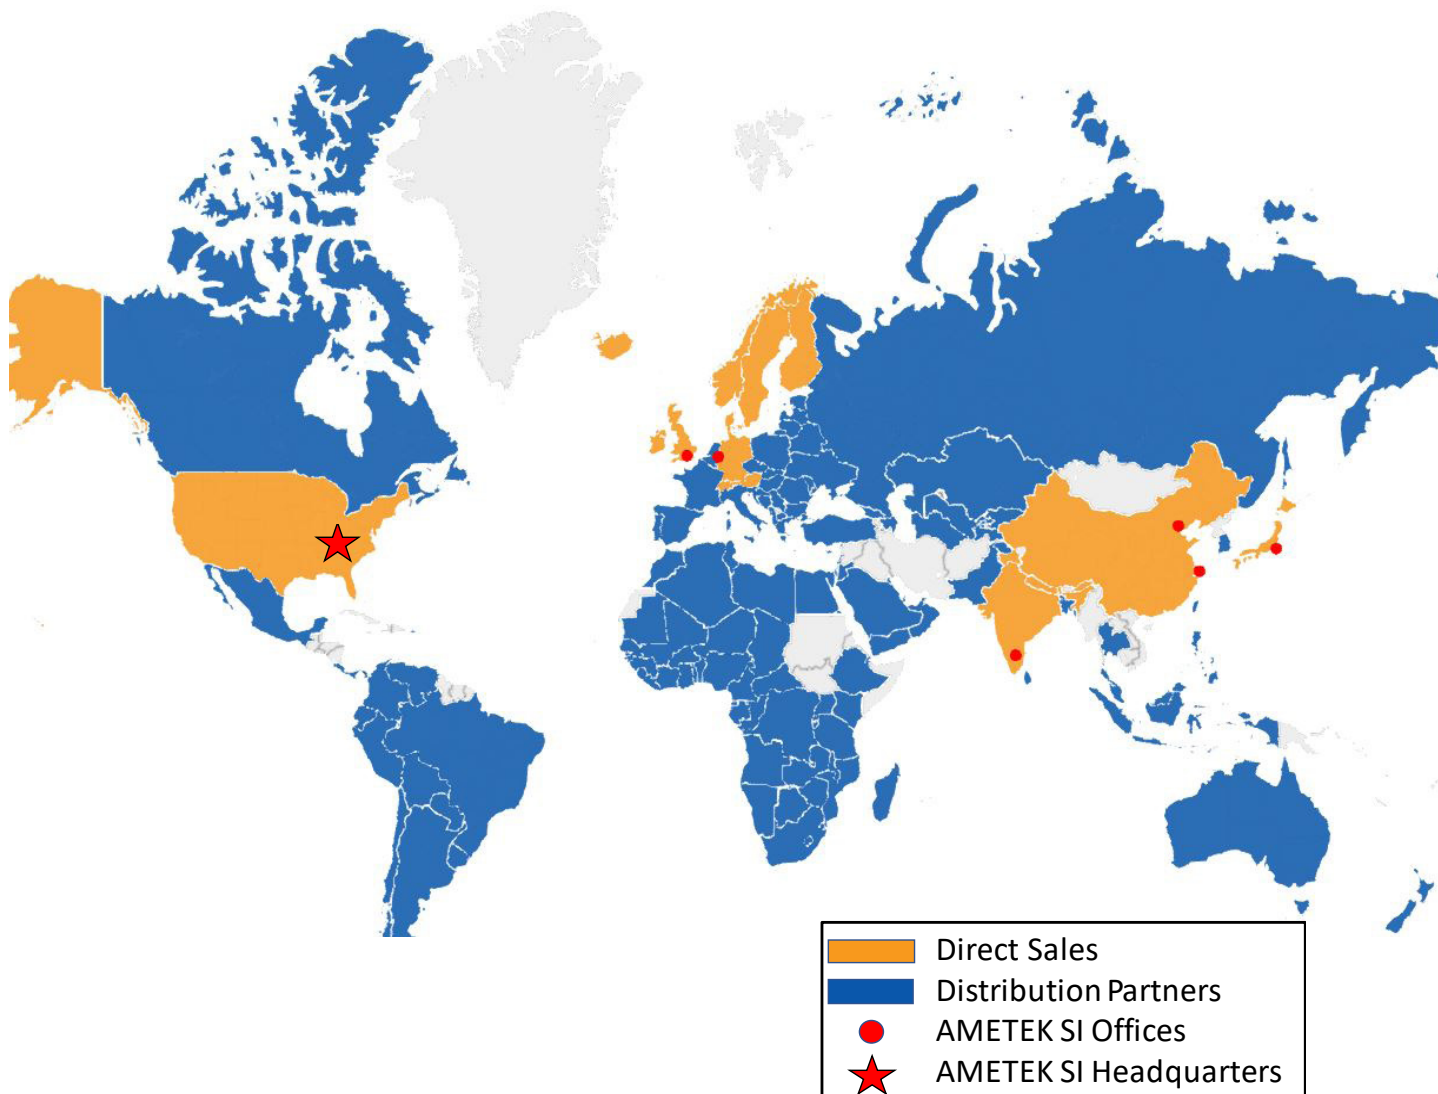 Direct Sales
Distribution Partners
AMETEK SI Offices
AMETEK SI Headquarters